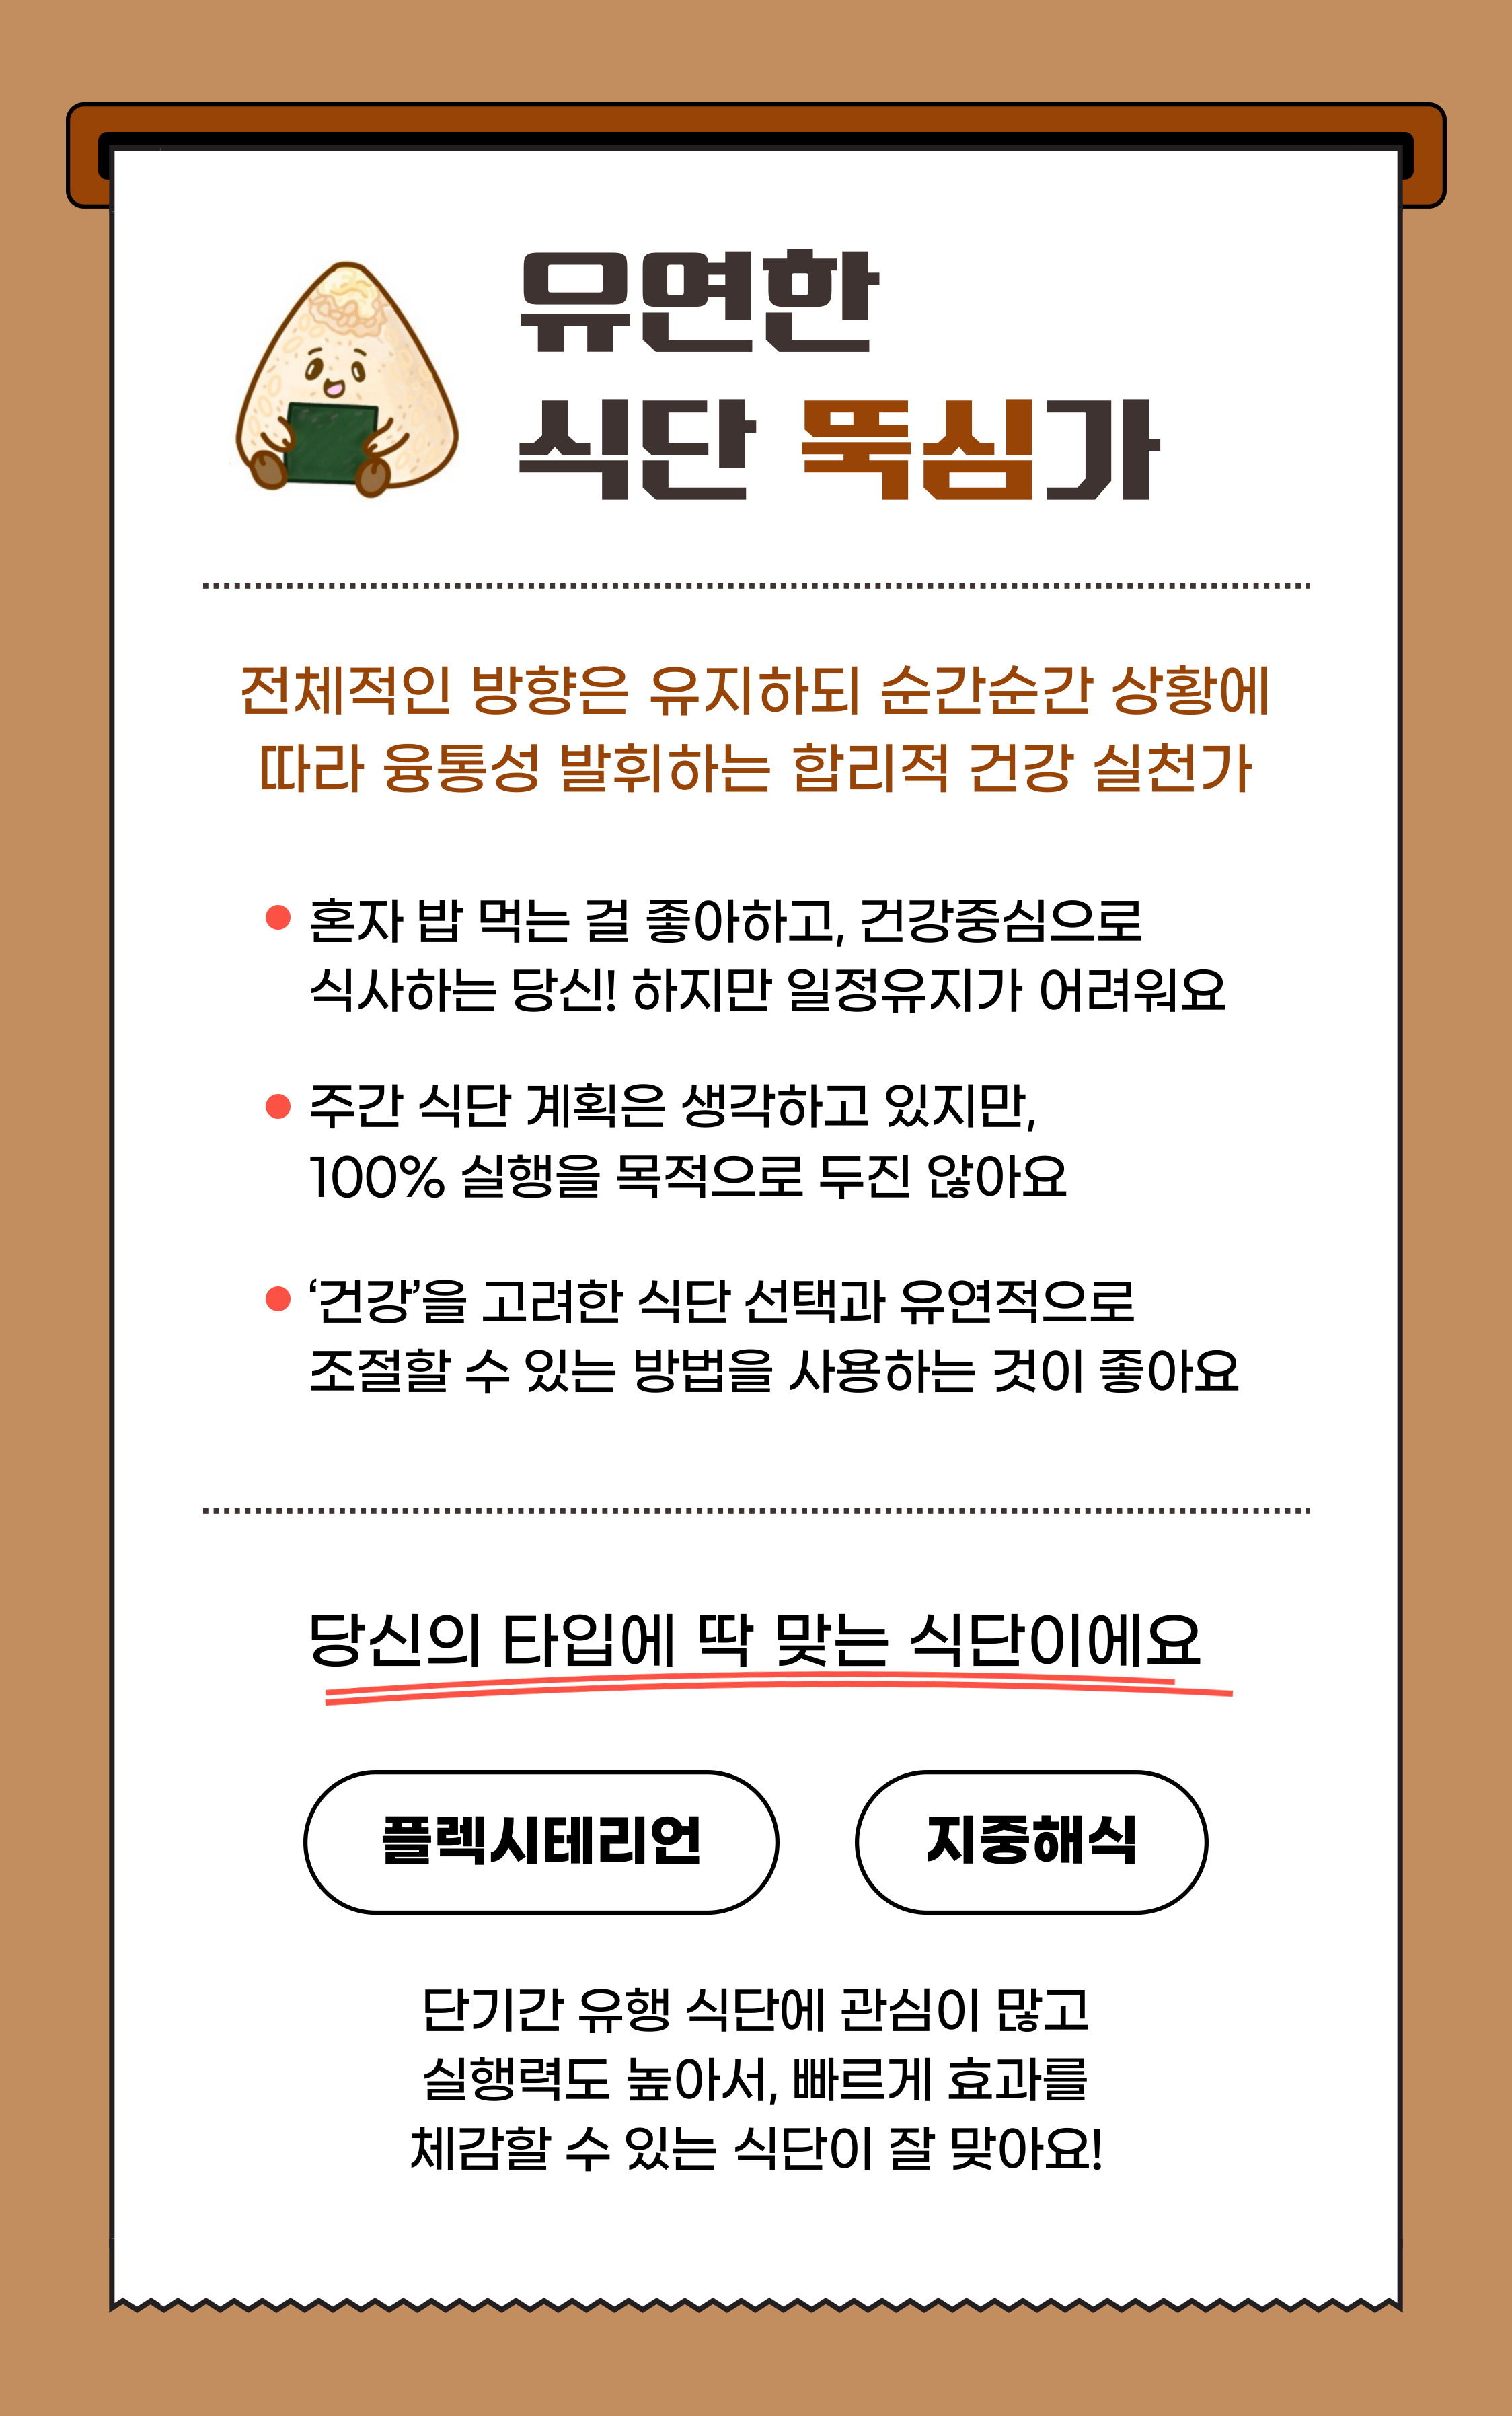 유연한
식단 뚝심가
전체적인 방향은 유지하되 순간순간 상황에
따라 융통성 발휘하는 합리적 건강 실천가
혼자 밥 먹는 걸 좋아하고, 건강중심으로
식사하는 당신! 하지만 일정유지가 어려워요
주간 식단 계획은 생각하고 있지만,
100% 실행을 목적으로 두진 않아요
‘건강’을 고려한 식단 선택과 유연적으로
조절할 수 있는 방법을 사용하는 것이 좋아요
당신의 타입에 딱 맞는 식단이에요
플렉시테리언 지중해식
단기간 유행 식단에 관심이 많고
실행력도 높아서, 빠르게 효과를
체감할 수 있는 식단이 잘 맞아요!